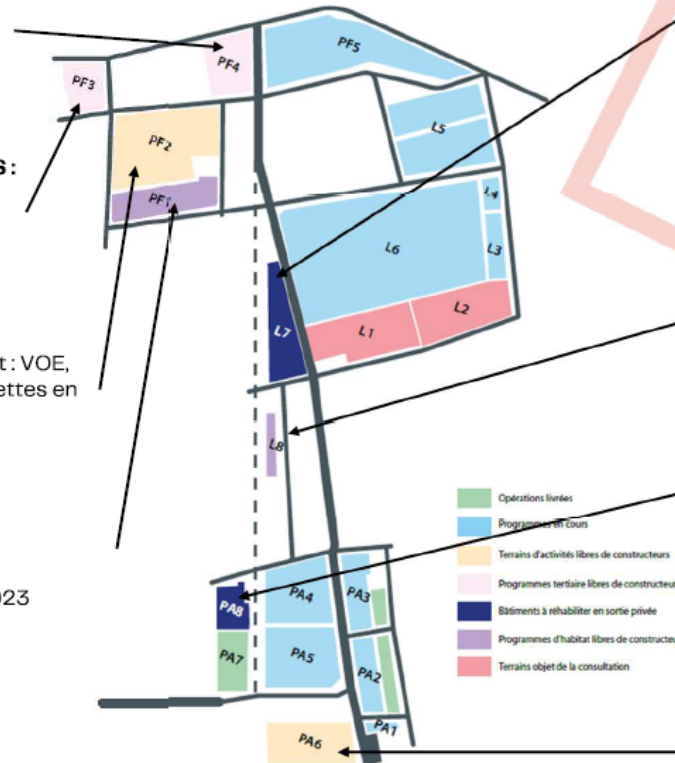 PF5
PF4
PF3
L5
PF2
S :
L4
PF1
L6
L3
L2
L1
L7
t : VOE,
ettes en
L8
Opérations livrées
Programmes en cours
Terrains d'activités libres de constructeurs
Programmes tertiaire libres de constructeur
Bâtiments à réhabiliter en sortie privée
Programmes d'habitat libres de constructeu
Terrains objet de la consultation
023
PA8
PA4
PA3
PA7
PA5
PA2
PA1
PA6